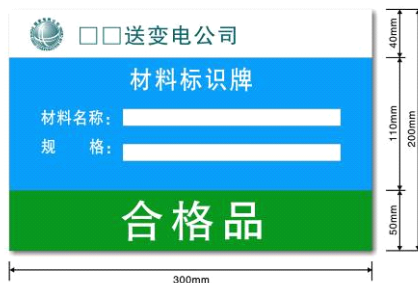 □□送变电公司
材料标识牌
材料名称：
规 格：
合格品
40mm
110mm
200mm
50mm
300mm